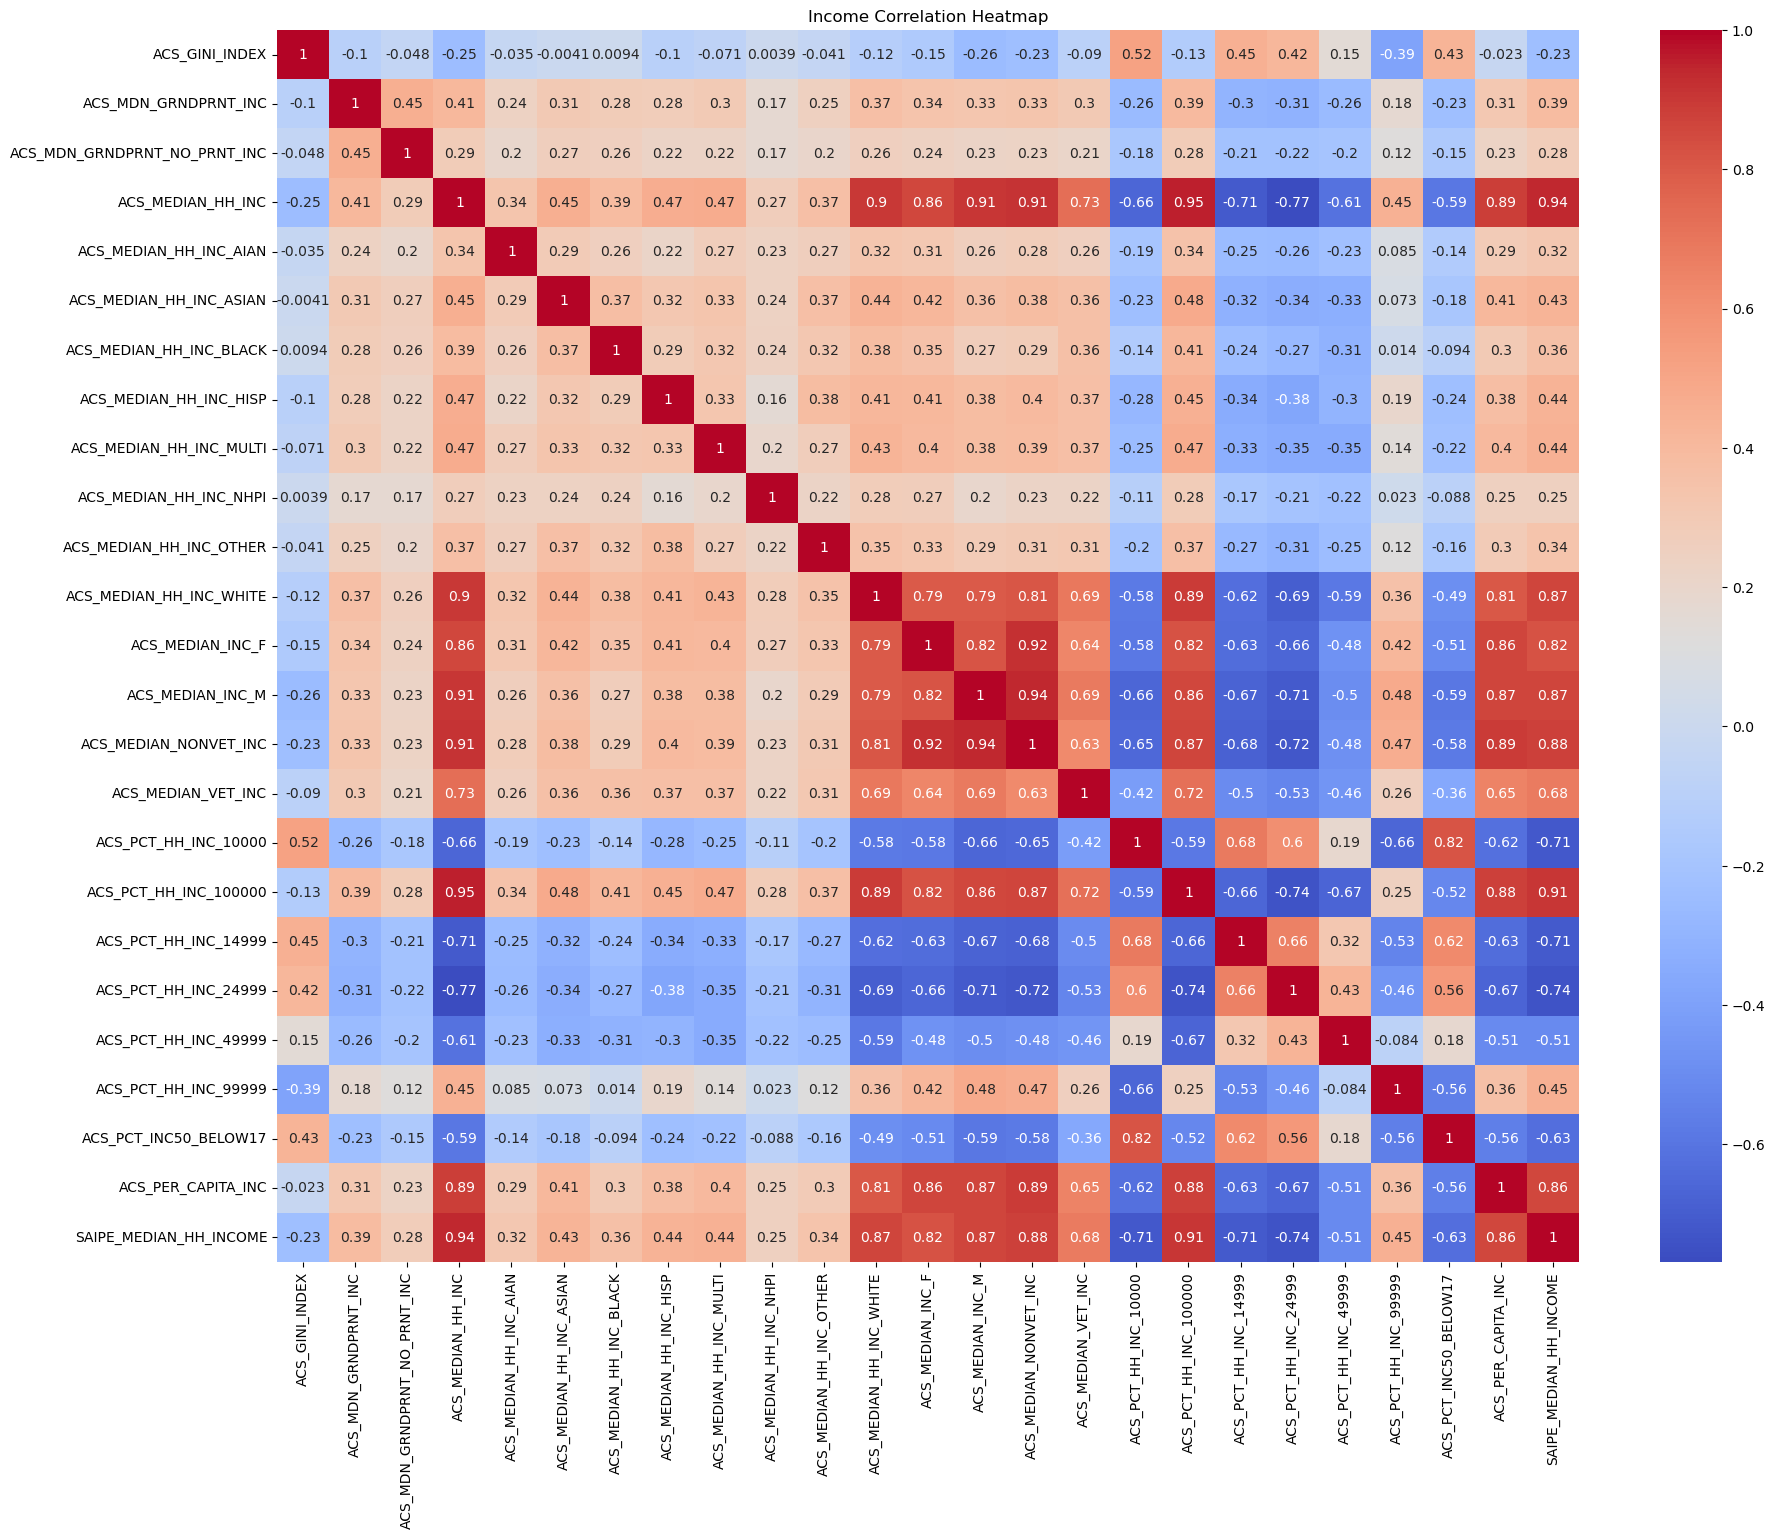 Income Correlation Heatmap
ACS_GINI_INDEX 1 -0.1 -0.048 -0.25 -0.035 -0.0041 0.0094 -0.1 -0.071 0.0039 -0.041 -0.12 -0.15 -0.26 -0.23 -0.09 0.52 -0.13 0.45 0.42 0.15 -0.39 0.43 -0.023 -0.23
ACS_MDN_GRNDPRNT_INC -0.1 1 0.45 0.41 0.24 0.31 0.28 0.28 0.3 0.17 0.25 0.37 0.34 0.33 0.33 0.3 -0.26 0.39 -0.3 -0.31 -0.26 0.18 -0.23 0.31 0.39
ACS_MDN_GRNDPRNT_NO_PRNT_INC -0.048 0.45 1 0.29 0.2 0.27 0.26 0.22 0.22 0.17 0.2 0.26 0.24 0.23 0.23 0.21 -0.18 0.28 -0.21 -0.22 -0.2 0.12 -0.15 0.23 0.28
ACS_MEDIAN_HH_INC -0.25 0.41 0.29 1 0.34 0.45 0.39 0.47 0.47 0.27 0.37 0.9 0.86 0.91 0.91 0.73 -0.66 0.95 -0.71 -0.77 -0.61 0.45 -0.59 0.89 0.94
ACS_MEDIAN_HH_INC_AIAN -0.035 0.24 0.2 0.34 1 0.29 0.26 0.22 0.27 0.23 0.27 0.32 0.31 0.26 0.28 0.26 -0.19 0.34 -0.25 -0.26 -0.23 0.085 -0.14 0.29 0.32
ACS_MEDIAN_HH_INC_ASIAN -0.0041 0.31 0.27 0.45 0.29 1 0.37 0.32 0.33 0.24 0.37 0.44 0.42 0.36 0.38 0.36 -0.23 0.48 -0.32 -0.34 -0.33 0.073 -0.18 0.41 0.43
ACS_MEDIAN_HH_INC_BLACK 0.0094 0.28 0.26 0.39 0.26 0.37 1 0.29 0.32 0.24 0.32 0.38 0.35 0.27 0.29 0.36 -0.14 0.41 -0.24 -0.27 -0.31 0.014 -0.094 0.3 0.36
ACS_MEDIAN_HH_INC_HISP -0.1 0.28 0.22 0.47 0.22 0.32 0.29 1 0.33 0.16 0.38 0.41 0.41 0.38 0.4 0.37 -0.28 0.45 -0.34 -0.38 -0.3 0.19 -0.24 0.38 0.44
ACS_MEDIAN_HH_INC_MULTI -0.071 0.3 0.22 0.47 0.27 0.33 0.32 0.33 1 0.2 0.27 0.43 0.4 0.38 0.39 0.37 -0.25 0.47 -0.33 -0.35 -0.35 0.14 -0.22 0.4 0.44
ACS_MEDIAN_HH_INC_NHPI 0.0039 0.17 0.17 0.27 0.23 0.24 0.24 0.16 0.2 1 0.22 0.28 0.27 0.2 0.23 0.22 -0.11 0.28 -0.17 -0.21 -0.22 0.023 -0.088 0.25 0.25
ACS_MEDIAN_HH_INC_OTHER -0.041 0.25 0.2 0.37 0.27 0.37 0.32 0.38 0.27 0.22 1 0.35 0.33 0.29 0.31 0.31 -0.2 0.37 -0.27 -0.31 -0.25 0.12 -0.16 0.3 0.34
ACS_MEDIAN_HH_INC_WHITE -0.12 0.37 0.26 0.9 0.32 0.44 0.38 0.41 0.43 0.28 0.35 1 0.79 0.79 0.81 0.69 -0.58 0.89 -0.62 -0.69 -0.59 0.36 -0.49 0.81 0.87
ACS_MEDIAN_INC_F -0.15 0.34 0.24 0.86 0.31 0.42 0.35 0.41 0.4 0.27 0.33 0.79 1 0.82 0.92 0.64 -0.58 0.82 -0.63 -0.66 -0.48 0.42 -0.51 0.86 0.82
ACS_MEDIAN_INC_M -0.26 0.33 0.23 0.91 0.26 0.36 0.27 0.38 0.38 0.2 0.29 0.79 0.82 1 0.94 0.69 -0.66 0.86 -0.67 -0.71 -0.5 0.48 -0.59 0.87 0.87
ACS_MEDIAN_NONVET_INC -0.23 0.33 0.23 0.91 0.28 0.38 0.29 0.4 0.39 0.23 0.31 0.81 0.92 0.94 1 0.63 -0.65 0.87 -0.68 -0.72 -0.48 0.47 -0.58 0.89 0.88
ACS_MEDIAN_VET_INC -0.09 0.3 0.21 0.73 0.26 0.36 0.36 0.37 0.37 0.22 0.31 0.69 0.64 0.69 0.63 1 -0.42 0.72 -0.5 -0.53 -0.46 0.26 -0.36 0.65 0.68
ACS_PCT_HH_INC_10000 0.52 -0.26 -0.18 -0.66 -0.19 -0.23 -0.14 -0.28 -0.25 -0.11 -0.2 -0.58 -0.58 -0.66 -0.65 -0.42 1 -0.59 0.68 0.6 0.19 -0.66 0.82 -0.62 -0.71
ACS_PCT_HH_INC_100000 -0.13 0.39 0.28 0.95 0.34 0.48 0.41 0.45 0.47 0.28 0.37 0.89 0.82 0.86 0.87 0.72 -0.59 1 -0.66 -0.74 -0.67 0.25 -0.52 0.88 0.91
ACS_PCT_HH_INC_14999 0.45 -0.3 -0.21 -0.71 -0.25 -0.32 -0.24 -0.34 -0.33 -0.17 -0.27 -0.62 -0.63 -0.67 -0.68 -0.5 0.68 -0.66 1 0.66 0.32 -0.53 0.62 -0.63 -0.71
ACS_PCT_HH_INC_24999 0.42 -0.31 -0.22 -0.77 -0.26 -0.34 -0.27 -0.38 -0.35 -0.21 -0.31 -0.69 -0.66 -0.71 -0.72 -0.53 0.6 -0.74 0.66 1 0.43 -0.46 0.56 -0.67 -0.74
ACS_PCT_HH_INC_49999 0.15 -0.26 -0.2 -0.61 -0.23 -0.33 -0.31 -0.3 -0.35 -0.22 -0.25 -0.59 -0.48 -0.5 -0.48 -0.46 0.19 -0.67 0.32 0.43 1 -0.084 0.18 -0.51 -0.51
ACS_PCT_HH_INC_99999 -0.39 0.18 0.12 0.45 0.085 0.073 0.014 0.19 0.14 0.023 0.12 0.36 0.42 0.48 0.47 0.26 -0.66 0.25 -0.53 -0.46 -0.084 1 -0.56 0.36 0.45
ACS_PCT_INC50_BELOW17 0.43 -0.23 -0.15 -0.59 -0.14 -0.18 -0.094 -0.24 -0.22 -0.088 -0.16 -0.49 -0.51 -0.59 -0.58 -0.36 0.82 -0.52 0.62 0.56 0.18 -0.56 1 -0.56 -0.63
ACS_PER_CAPITA_INC -0.023 0.31 0.23 0.89 0.29 0.41 0.3 0.38 0.4 0.25 0.3 0.81 0.86 0.87 0.89 0.65 -0.62 0.88 -0.63 -0.67 -0.51 0.36 -0.56 1 0.86
SAIPE_MEDIAN_HH_INCOME -0.23 0.39 0.28 0.94 0.32 0.43 0.36 0.44 0.44 0.25 0.34 0.87 0.82 0.87 0.88 0.68 -0.71 0.91 -0.71 -0.74 -0.51 0.45 -0.63 0.86 1
ACS_GINI_INDEX
ACS_MDN_GRNDPRNT_INC
ACS_MDN_GRNDPRNT_NO_PRNT_INC
ACS_MEDIAN_HH_INC
ACS_MEDIAN_HH_INC_AIAN
ACS_MEDIAN_HH_INC_ASIAN
ACS_MEDIAN_HH_INC_BLACK
ACS_MEDIAN_HH_INC_HISP
ACS_MEDIAN_HH_INC_MULTI
ACS_MEDIAN_HH_INC_NHPI
ACS_MEDIAN_HH_INC_OTHER
ACS_MEDIAN_HH_INC_WHITE
ACS_MEDIAN_INC_F
ACS_MEDIAN_INC_M
ACS_MEDIAN_NONVET_INC
ACS_MEDIAN_VET_INC
ACS_PCT_HH_INC_10000
ACS_PCT_HH_INC_100000
ACS_PCT_HH_INC_14999
ACS_PCT_HH_INC_24999
ACS_PCT_HH_INC_49999
ACS_PCT_HH_INC_99999
ACS_PCT_INC50_BELOW17
ACS_PER_CAPITA_INC
SAIPE_MEDIAN_HH_INCOME
1.0
0.8
0.6
0.4
0.2
0.0
−0.2
−0.4
−0.6